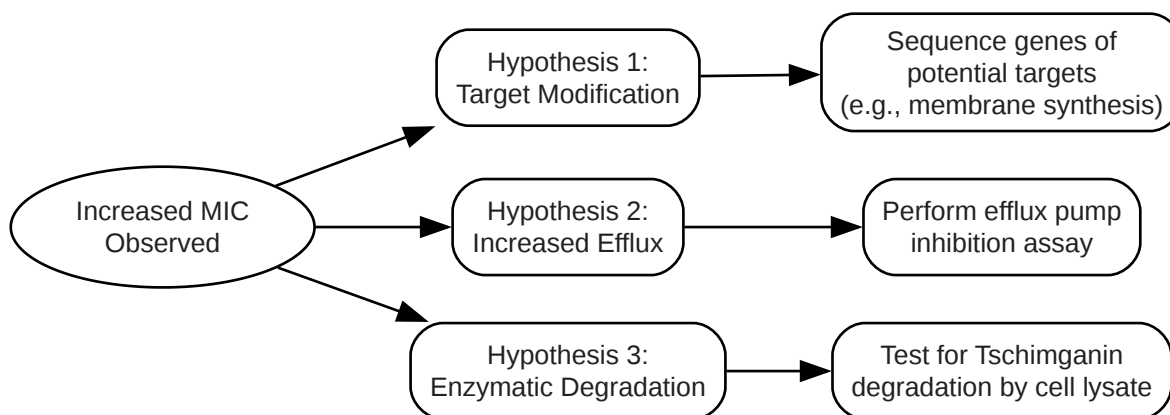 Increased MIC
Observed
Hypothesis 1:
Target Modification
Sequence genes of
potential targets
(e.g., membrane synthesis)
Hypothesis 2:
Increased Efflux
Perform efflux pump
inhibition assay
Hypothesis 3:
Enzymatic Degradation
Test for Tschimganin
degradation by cell lysate